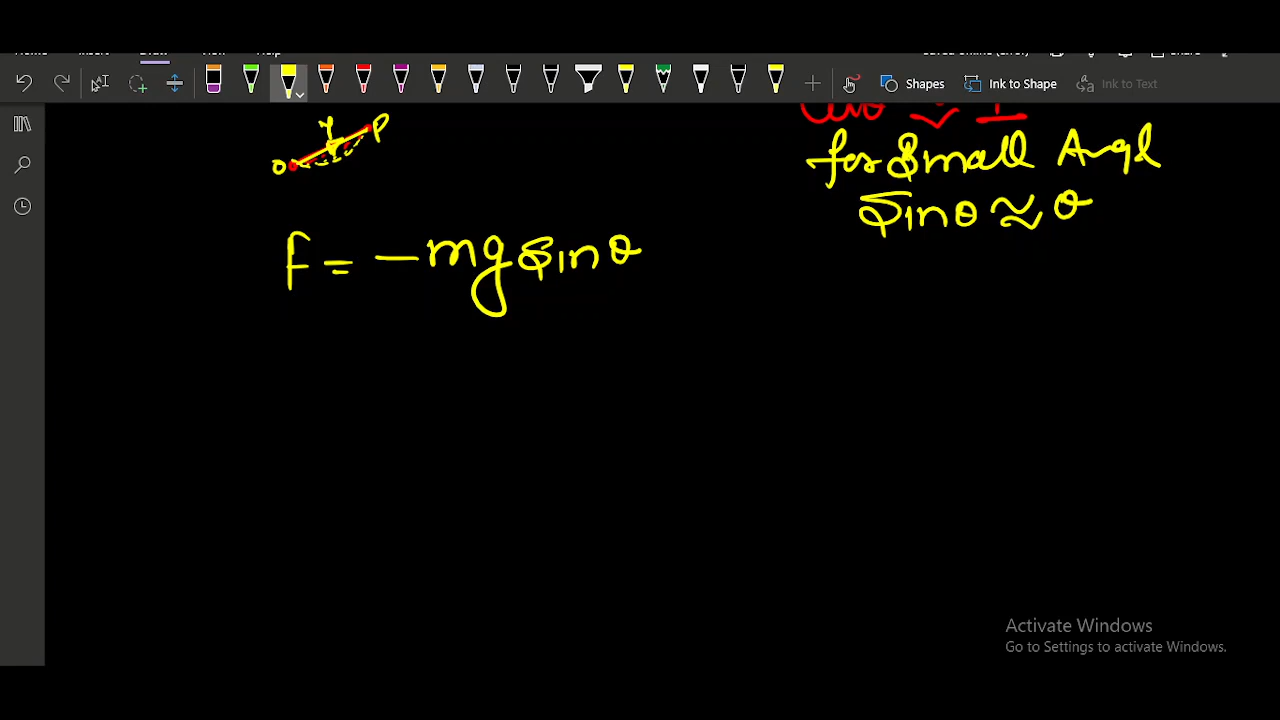 Shapes
Ink to Shape
Ink to Text
y
P
O
for Small Angl
Sinθ ≈ θ
F = -mg Sinθ
Activate Windows
Go to Settings to activate Windows.